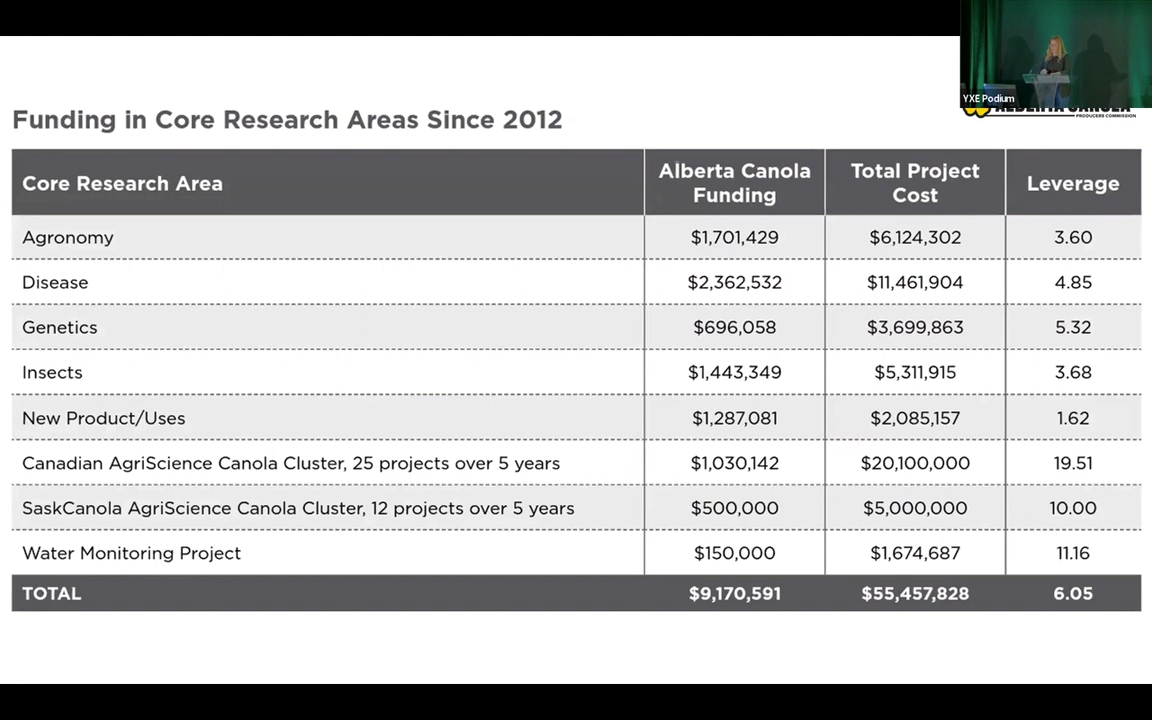 YXE Podium
PRODUCERS COMMISSION
Funding in Core Research Areas Since 2012
Core Research Area Alberta Canola Funding Total Project Cost Leverage
Agronomy $1,701,429 $6,124,302 3.60
Disease $2,362,532 $11,461,904 4.85
Genetics $696,058 $3,699,863 5.32
Insects $1,443,349 $5,311,915 3.68
New Product/Uses $1,287,081 $2,085,157 1.62
Canadian AgriScience Canola Cluster, 25 projects over 5 years $1,030,142 $20,100,000 19.51
SaskCanola AgriScience Canola Cluster, 12 projects over 5 years $500,000 $5,000,000 10.00
Water Monitoring Project $150,000 $1,674,687 11.16
TOTAL $9,170,591 $55,457,828 6.05